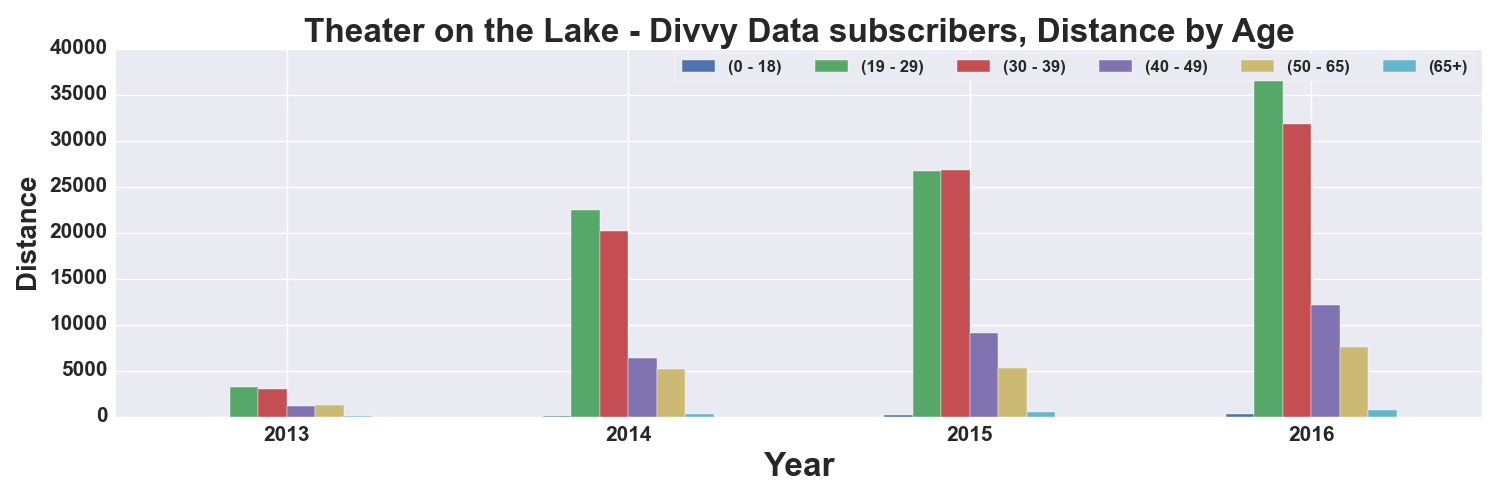 Theater on the Lake - Divvy Data subscribers, Distance by Age
40000
35000
30000
25000
20000
15000
10000
5000
0
Distance
(0 - 18) (19 - 29) (30 - 39) (40 - 49) (50 - 65) (65+)
2013 2014 2015 2016
Year